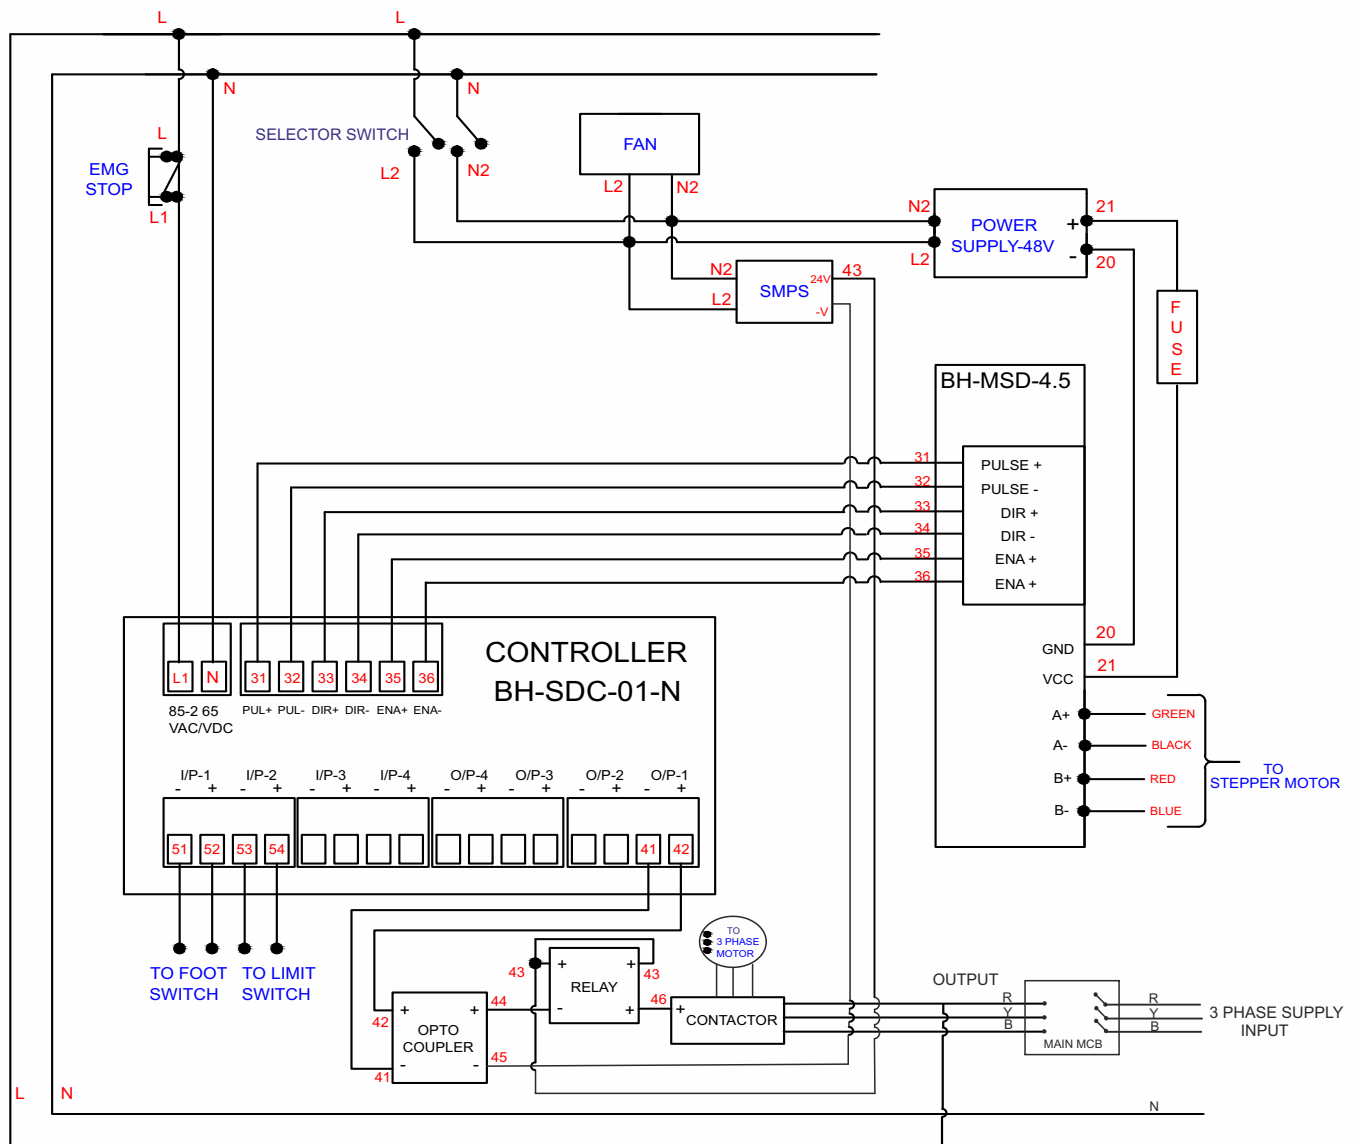 L
L
N
N
L
SELECTOR SWITCH
EMG
STOP
L1
L2
N2
FAN
L2
N2
N2
L2
POWER
SUPPLY-48V
+
-
21
20
N2
L2
SMPS
24V
-V
43
F
U
S
E
BH-MSD-4.5
31
PULSE +
32
PULSE -
33
DIR +
34
DIR -
35
ENA +
36
ENA +
GND
20
VCC
21
A+
GREEN
A-
BLACK
B+
RED
B-
BLUE
TO
STEPPER MOTOR
CONTROLLER
BH-SDC-01-N
L1
N
31
32
33
34
35
36
85-2 65
VAC/VDC
PUL+
PUL-
DIR+
DIR-
ENA+
ENA-
I/P-1
I/P-2
I/P-3
I/P-4
O/P-4
O/P-3
O/P-2
O/P-1
- + - + - + - + - + - + - + - +
51
52
53
54
41
42
TO FOOT
SWITCH
TO LIMIT
SWITCH
TO
3 PHASE
MOTOR
43
+
+
43
RELAY
-
+
44
46
+
CONTACTOR
42
+
+
OPTO
COUPLER
-
-
41
45
OUTPUT
R
Y
B
MAIN MCB
R
Y
B
3 PHASE SUPPLY
INPUT
L
N
N